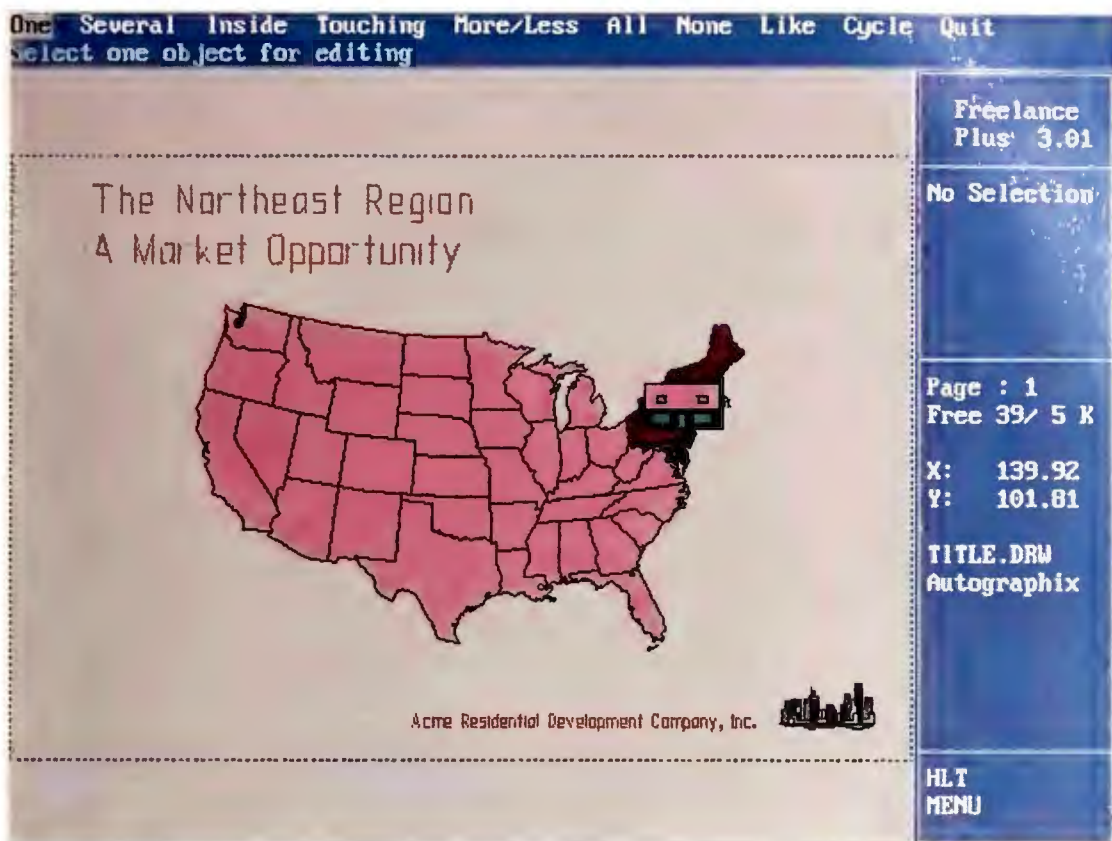 One Several Inside Touching More/Less All None Like Cycle Quit
Select one object for editing
Freelance
Plus 3.01
No Selection
The Northeast Region
A Market Opportunity
Page : 1
Free 39/ 5 K
X: 139.92
Y: 101.81
TITLE.DRW
Autographix
Acme Residential Development Company, Inc.
HLT
MENU